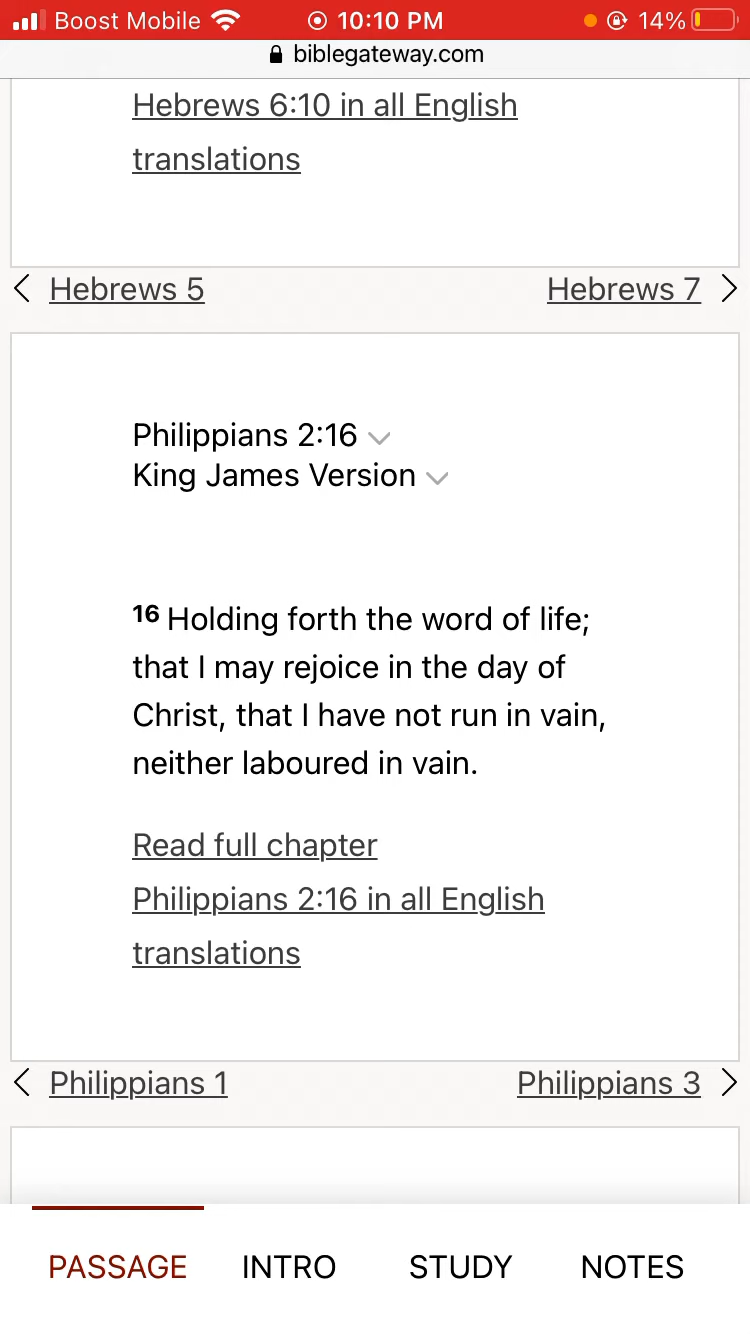 Boost Mobile 10:10 PM 14%
biblegateway.com
Hebrews 6:10 in all English
translations
Hebrews 5 Hebrews 7
Philippians 2:16
King James Version
16 Holding forth the word of life;
that I may rejoice in the day of
Christ, that I have not run in vain,
neither laboured in vain.
Read full chapter
Philippians 2:16 in all English
translations
Philippians 1 Philippians 3
PASSAGE INTRO STUDY NOTES